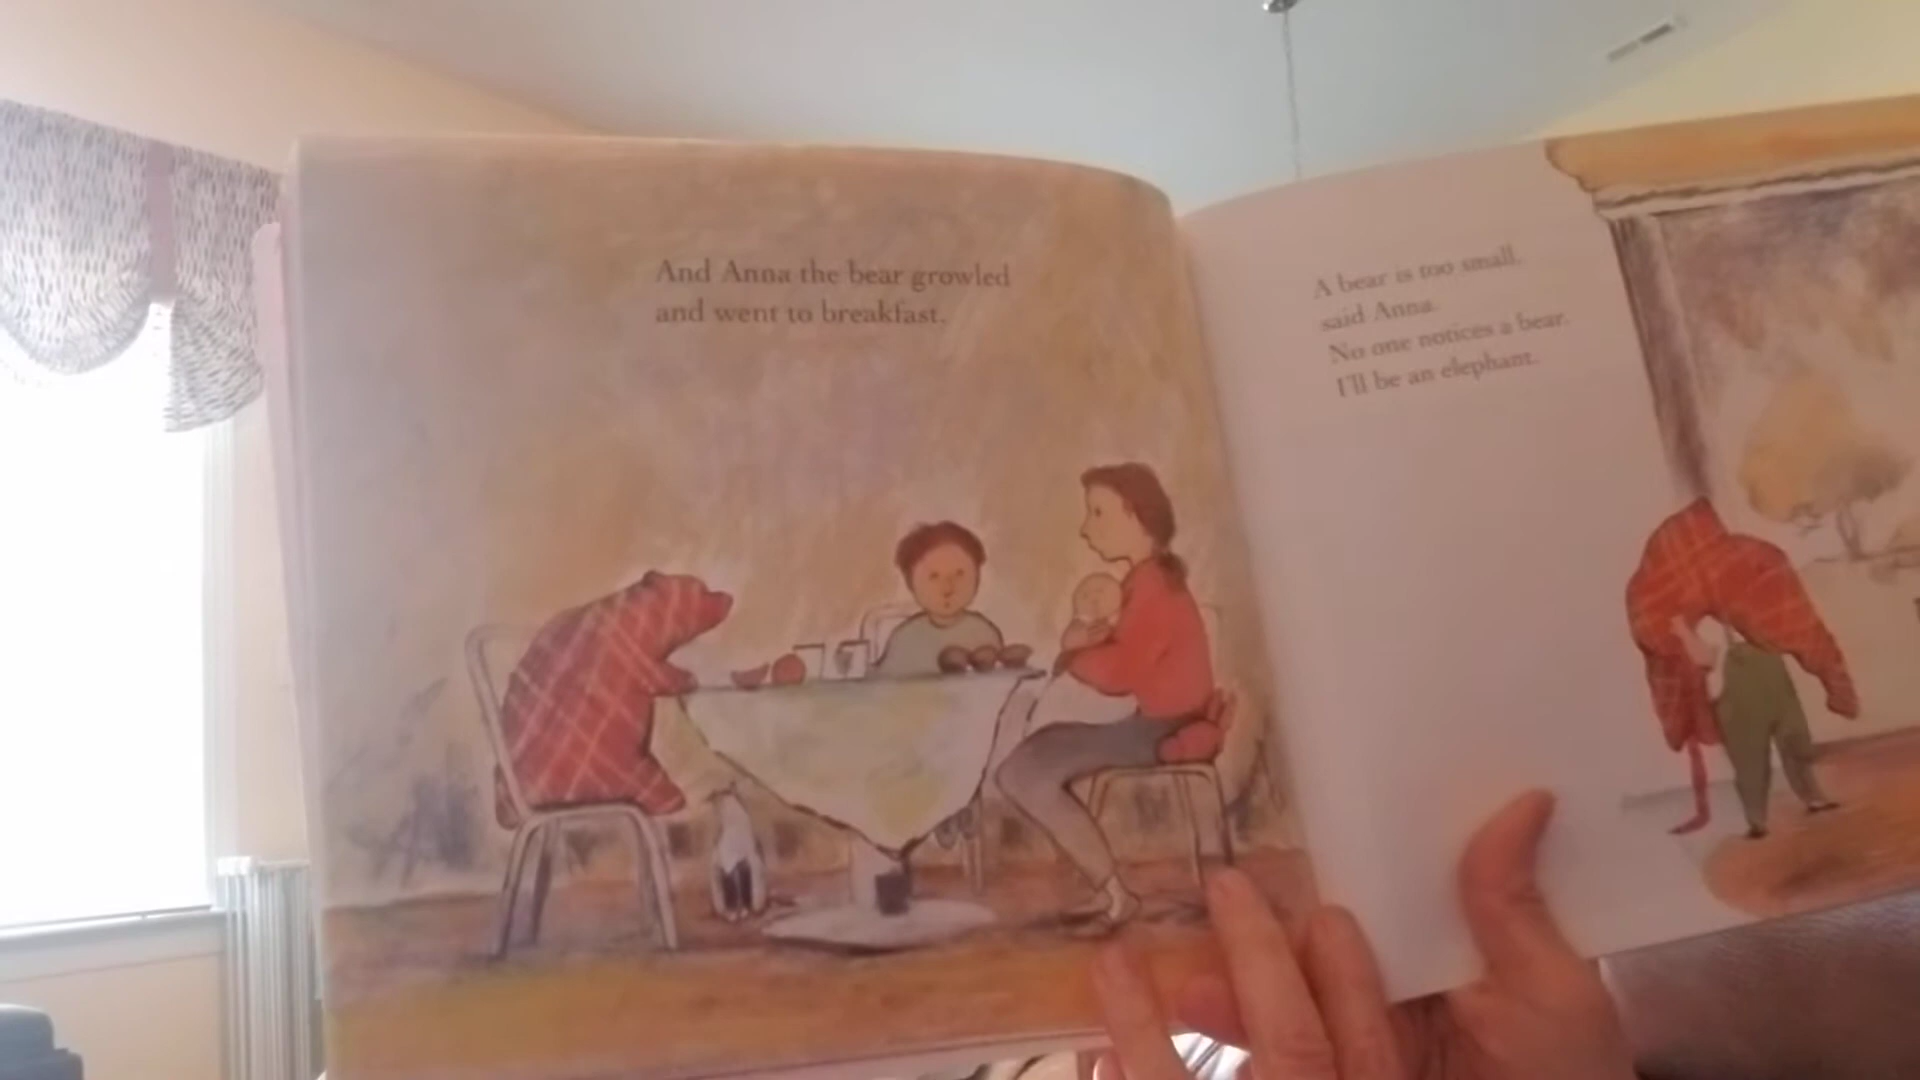 And Anna the bear growled
and went to breakfast.
A bear is too small,
said Anna.
No one notices a bear.
I'll be an elephant.